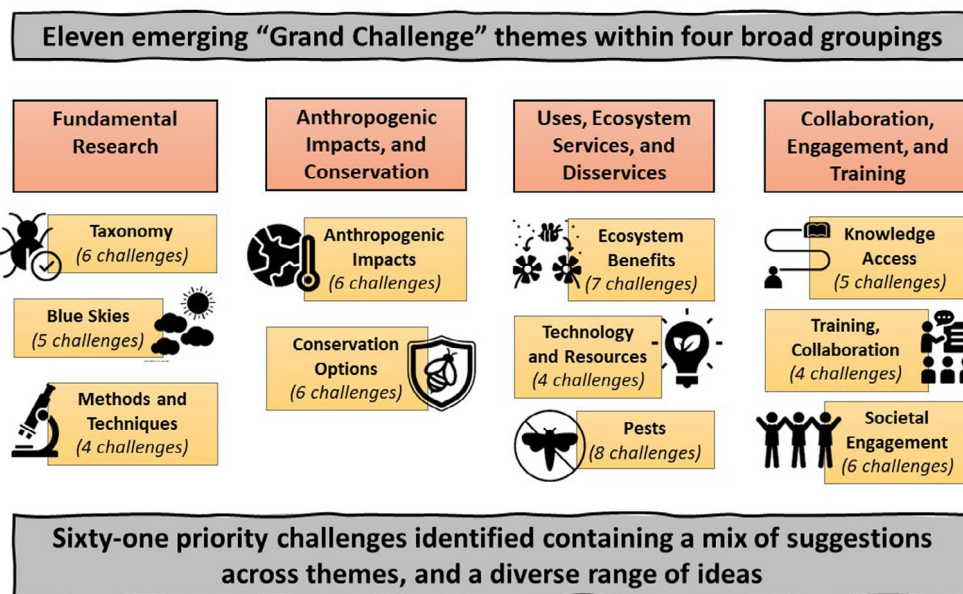 Eleven emerging “Grand Challenge” themes within four broad groupings
Fundamental
Research
Taxonomy
(6 challenges)
Blue Skies
(5 challenges)
Methods and
Techniques
(4 challenges)
Anthropogenic
Impacts, and
Conservation
Anthropogenic
Impacts
(6 challenges)
Conservation
Options
(6 challenges)
Uses, Ecosystem
Services, and
Disservices
Ecosystem
Benefits
(7 challenges)
Technology
and Resources
(4 challenges)
Pests
(8 challenges)
Collaboration,
Engagement, and
Training
Knowledge
Access
(5 challenges)
Training,
Collaboration
(4 challenges)
Societal
Engagement
(6 challenges)
Sixty-one priority challenges identified containing a mix of suggestions
across themes, and a diverse range of ideas